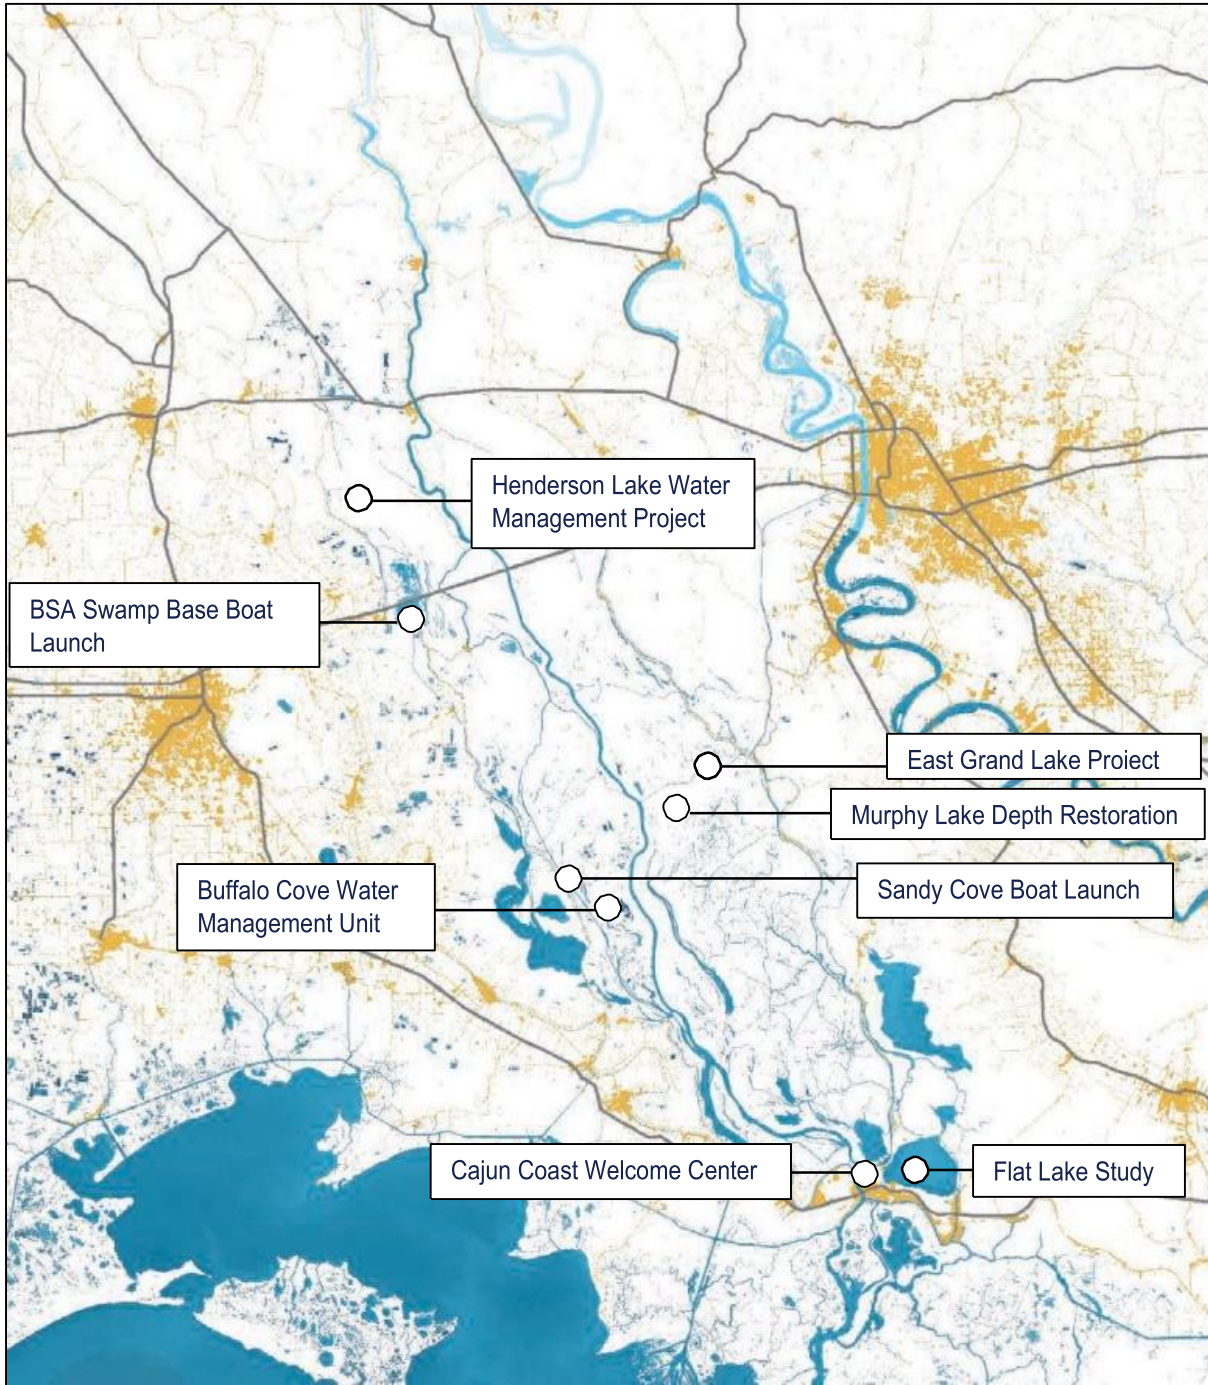 Henderson Lake Water
Management Project
BSA Swamp Base Boat
Launch
East Grand Lake Proiect
Murphy Lake Depth Restoration
Buffalo Cove Water
Management Unit
Sandy Cove Boat Launch
Cajun Coast Welcome Center
Flat Lake Study